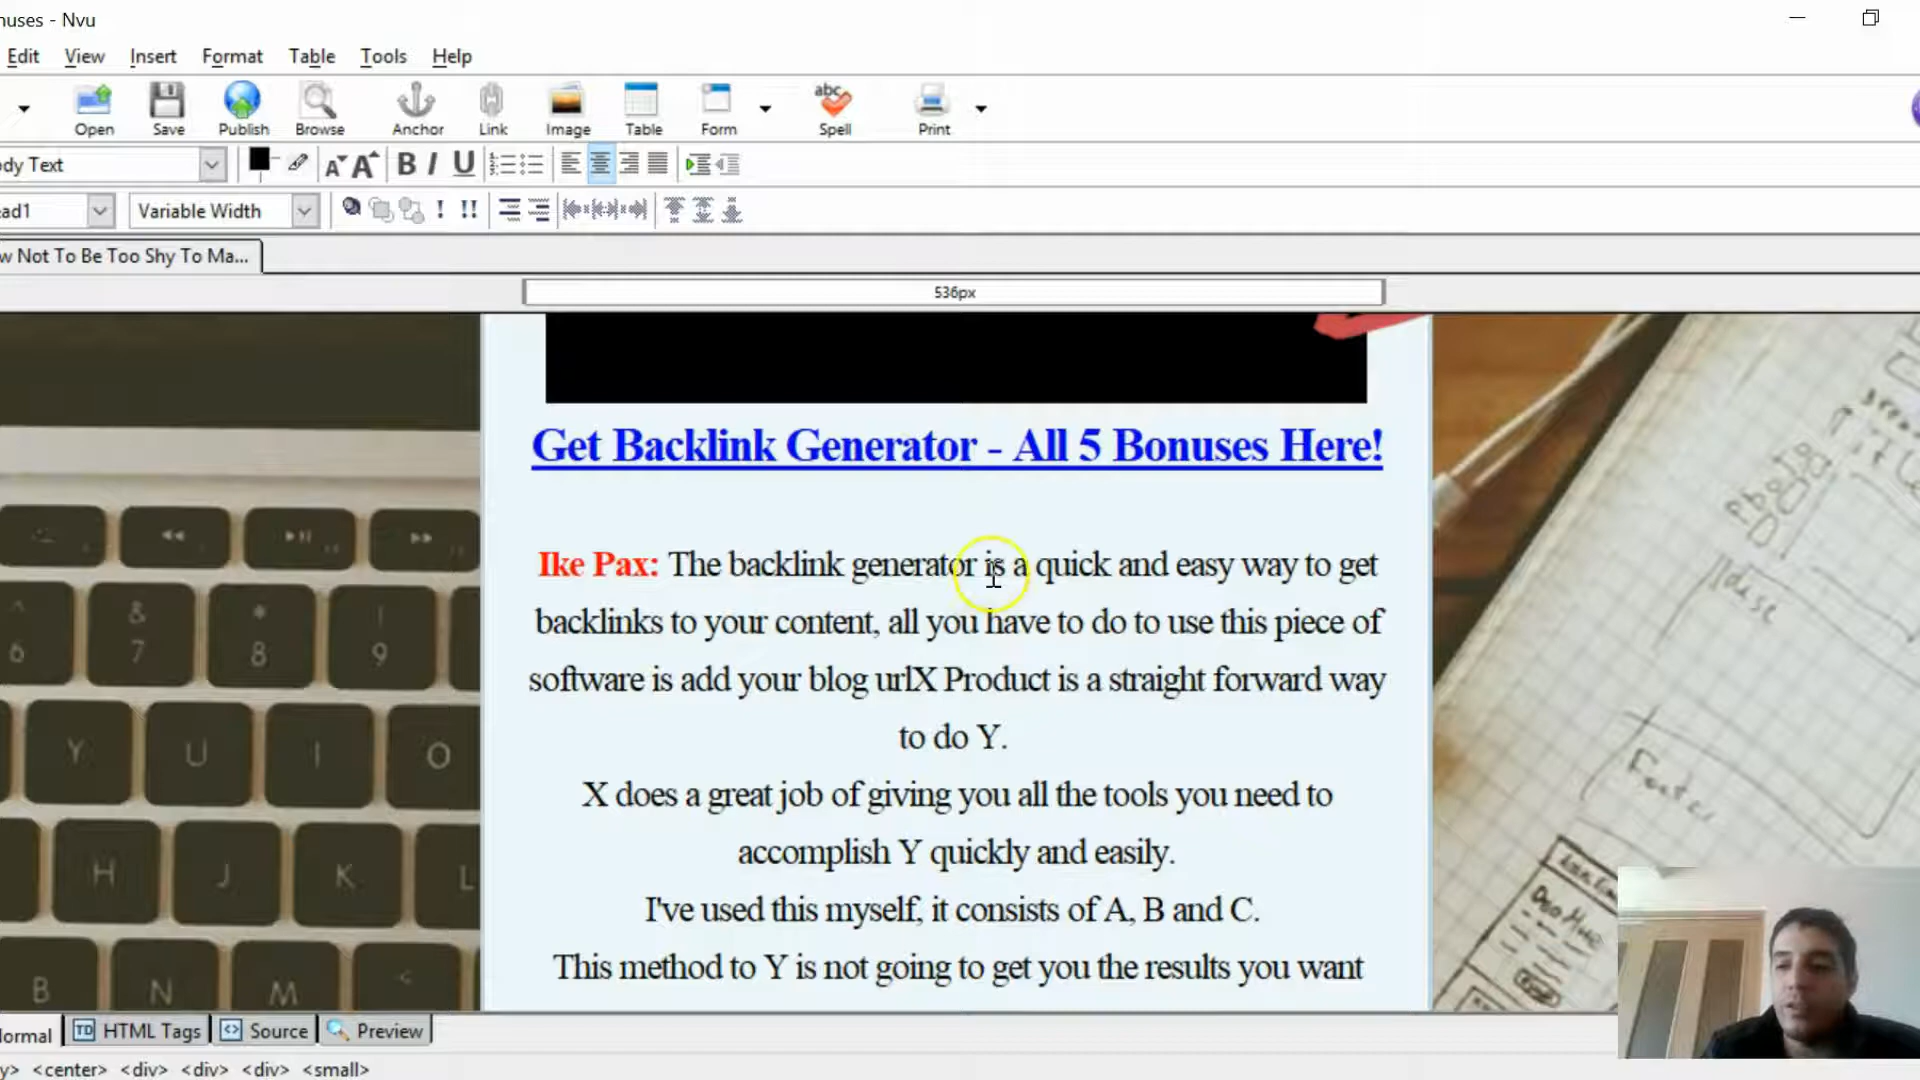 nuses - Nvu
Edit View Insert Format Table Tools Help
Open Save Publish Browse Anchor Link Image Table Form Spell Print
dy Text
ad1 Variable Width
w Not To Be Too Shy To Ma...
536px
Get Backlink Generator - All 5 Bonuses Here!
Ike Pax: The backlink generator is a quick and easy way to get
backlinks to your content, all you have to do to use this piece of
software is add your blog urlX Product is a straight forward way
to do Y.
X does a great job of giving you all the tools you need to
accomplish Y quickly and easily.
I've used this myself, it consists of A, B and C.
This method to Y is not going to get you the results you want
6 7 8 9
Y U I O
H J K L
B N M
ormal HTML Tags Source Preview
y> <center> <div> <div> <div> <small>